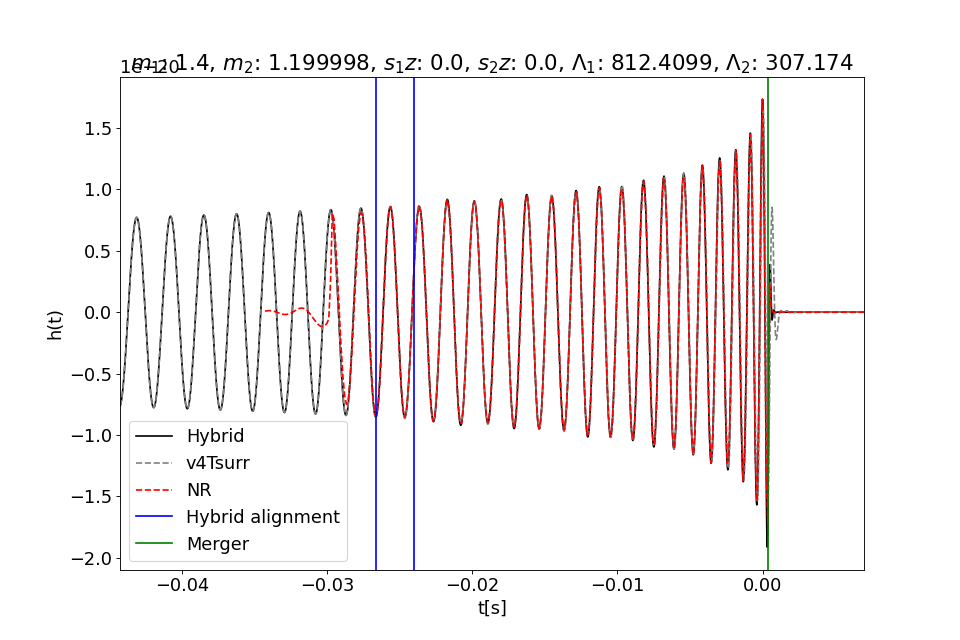 m₁: 1.4, m₂: 1.199998, s₁z: 0.0, s₂z: 0.0, Λ₁: 812.4099, Λ₂: 307.174
1.5
1.0
0.5
0.0
−0.5
−1.0
−1.5
−2.0
h(t)
Hybrid
v4Tsurr
NR
Hybrid alignment
Merger
−0.04
−0.03
−0.02
−0.01
0.00
t[s]